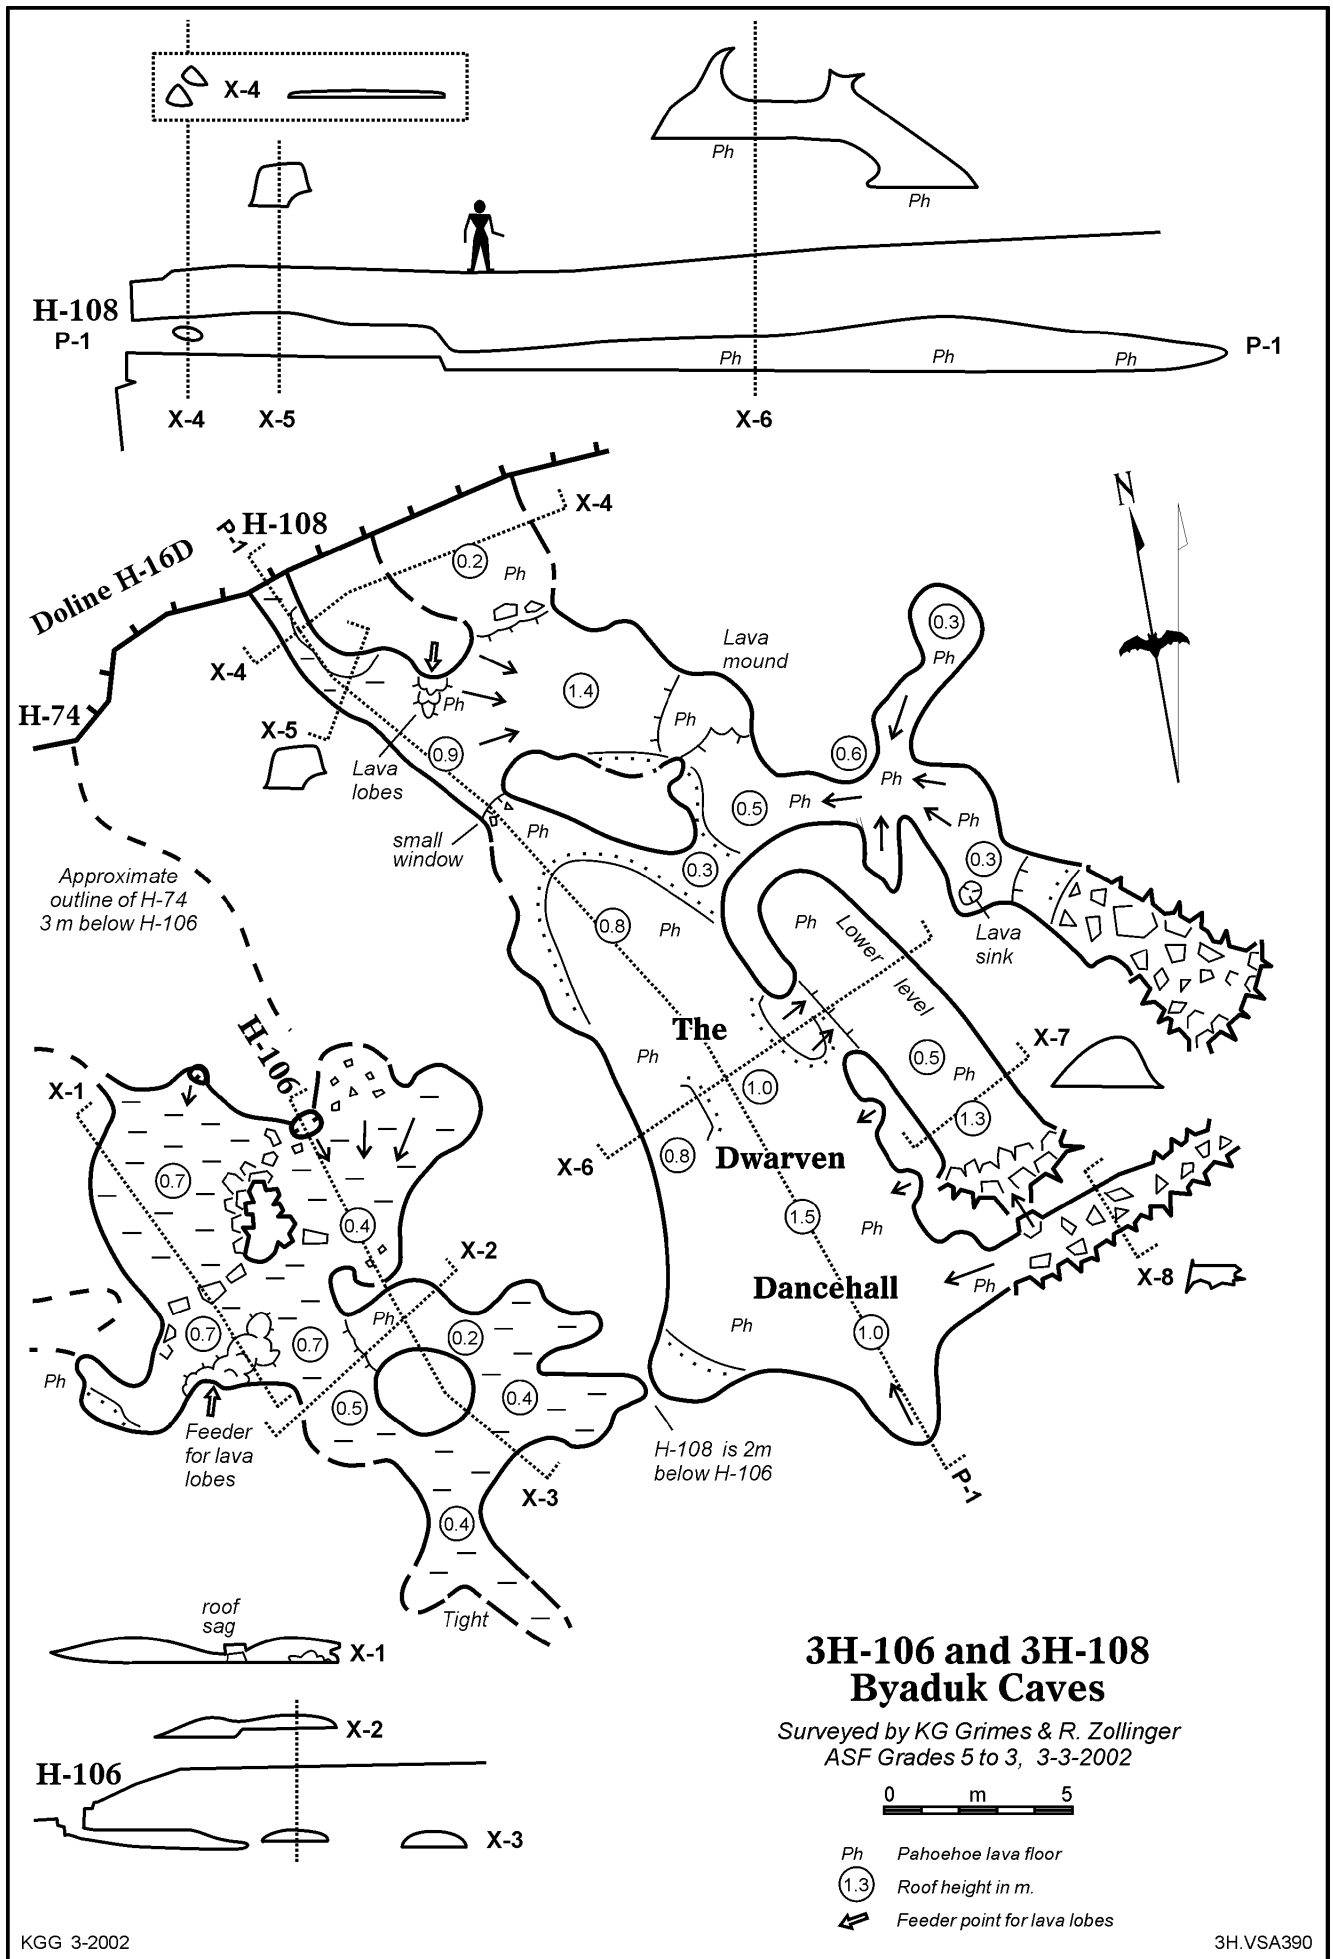 X-4
Ph
Ph
H-108
P-1
Ph
Ph
Ph
P-1
X-4
X-5
X-6
N
P-1
H-108
X-4
Doline H-16D
0.2
Ph
0.3
Ph
Lava
mound
X-4
H-74
1.4
Ph
Ph
X-5
0.9
0.6
Ph
Lava
lobes
0.5
Ph
Ph
small
window
Ph
0.3
0.3
Approximate
outline of H-74
3 m below H-106
0.8
Ph
Ph
Lower
level
Lava
sink
H-106
The
Ph
0.5
Ph
X-7
X-1
1.0
1.3
0.8
X-6
Dwarven
0.7
0.4
1.5
Ph
X-2
Dancehall
Ph
X-8
Ph
0.7
0.7
0.2
Ph
1.0
Ph
0.5
0.4
Feeder
for lava
lobes
H-108 is 2m
below H-106
X-3
P-1
0.4
Tight
roof
sag
X-1
X-2
H-106
X-3
3H-106 and 3H-108
Byaduk Caves
Surveyed by KG Grimes & R. Zollinger
ASF Grades 5 to 3, 3-3-2002
0 m 5
Ph Pahoehoe lava floor
1.3 Roof height in m.
Feeder point for lava lobes
KGG 3-2002
3H.VSA390